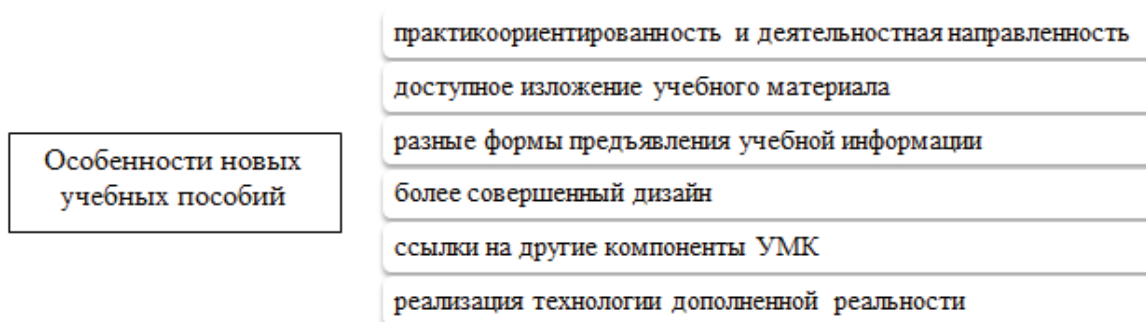 Особенности новых
учебных пособий
практикоориентированность и деятельностная направленность
доступное изложение учебного материала
разные формы предъявления учебной информации
более совершенный дизайн
ссылки на другие компоненты УМК
реализация технологии дополненной реальности